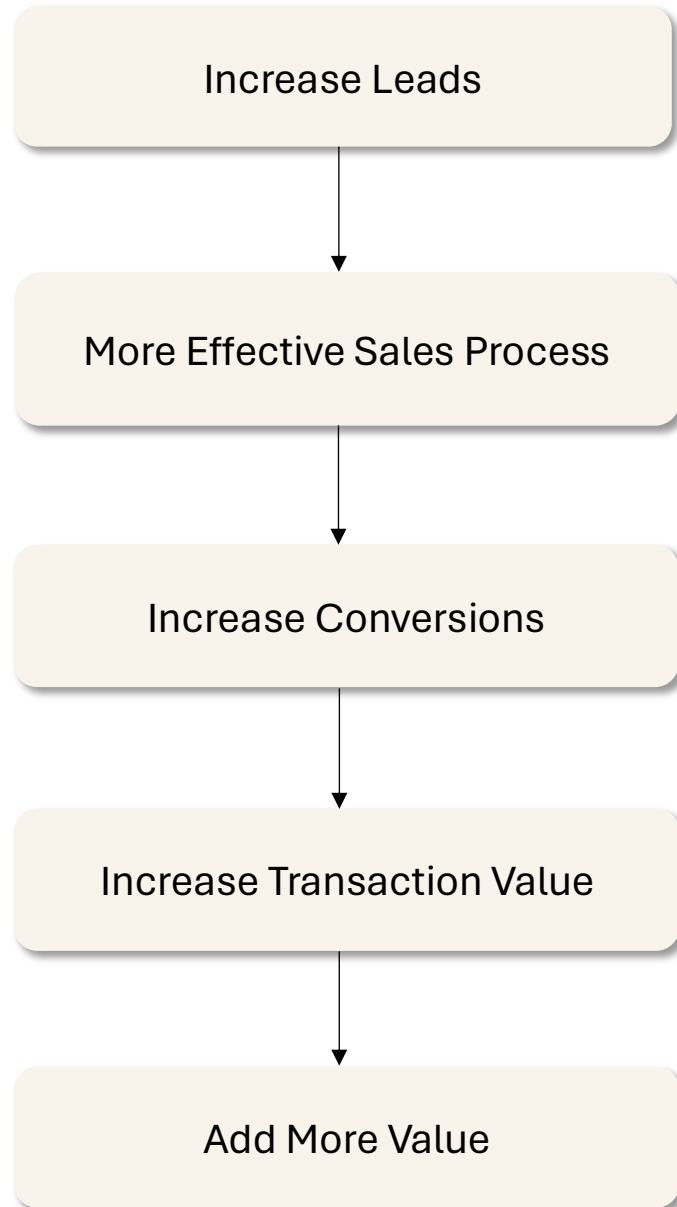 Increase Leads
More Effective Sales Process
Increase Conversions
Increase Transaction Value
Add More Value